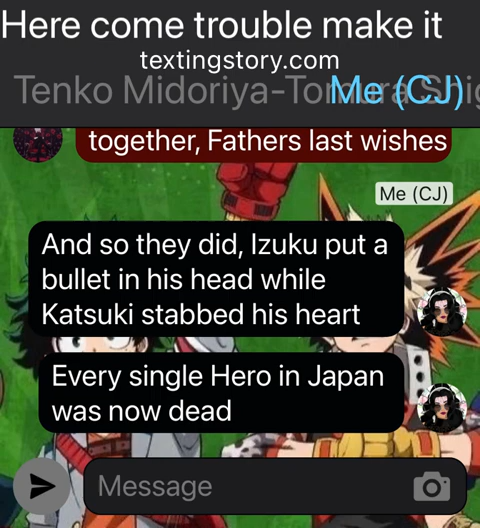 Here come trouble make it
textingstory.com
Tenko Midoriya-Tomura Shig
Me (CJ)
together, Fathers last wishes
Me (CJ)
And so they did, Izuku put a
bullet in his head while
Katsuki stabbed his heart
Every single Hero in Japan
was now dead
Message